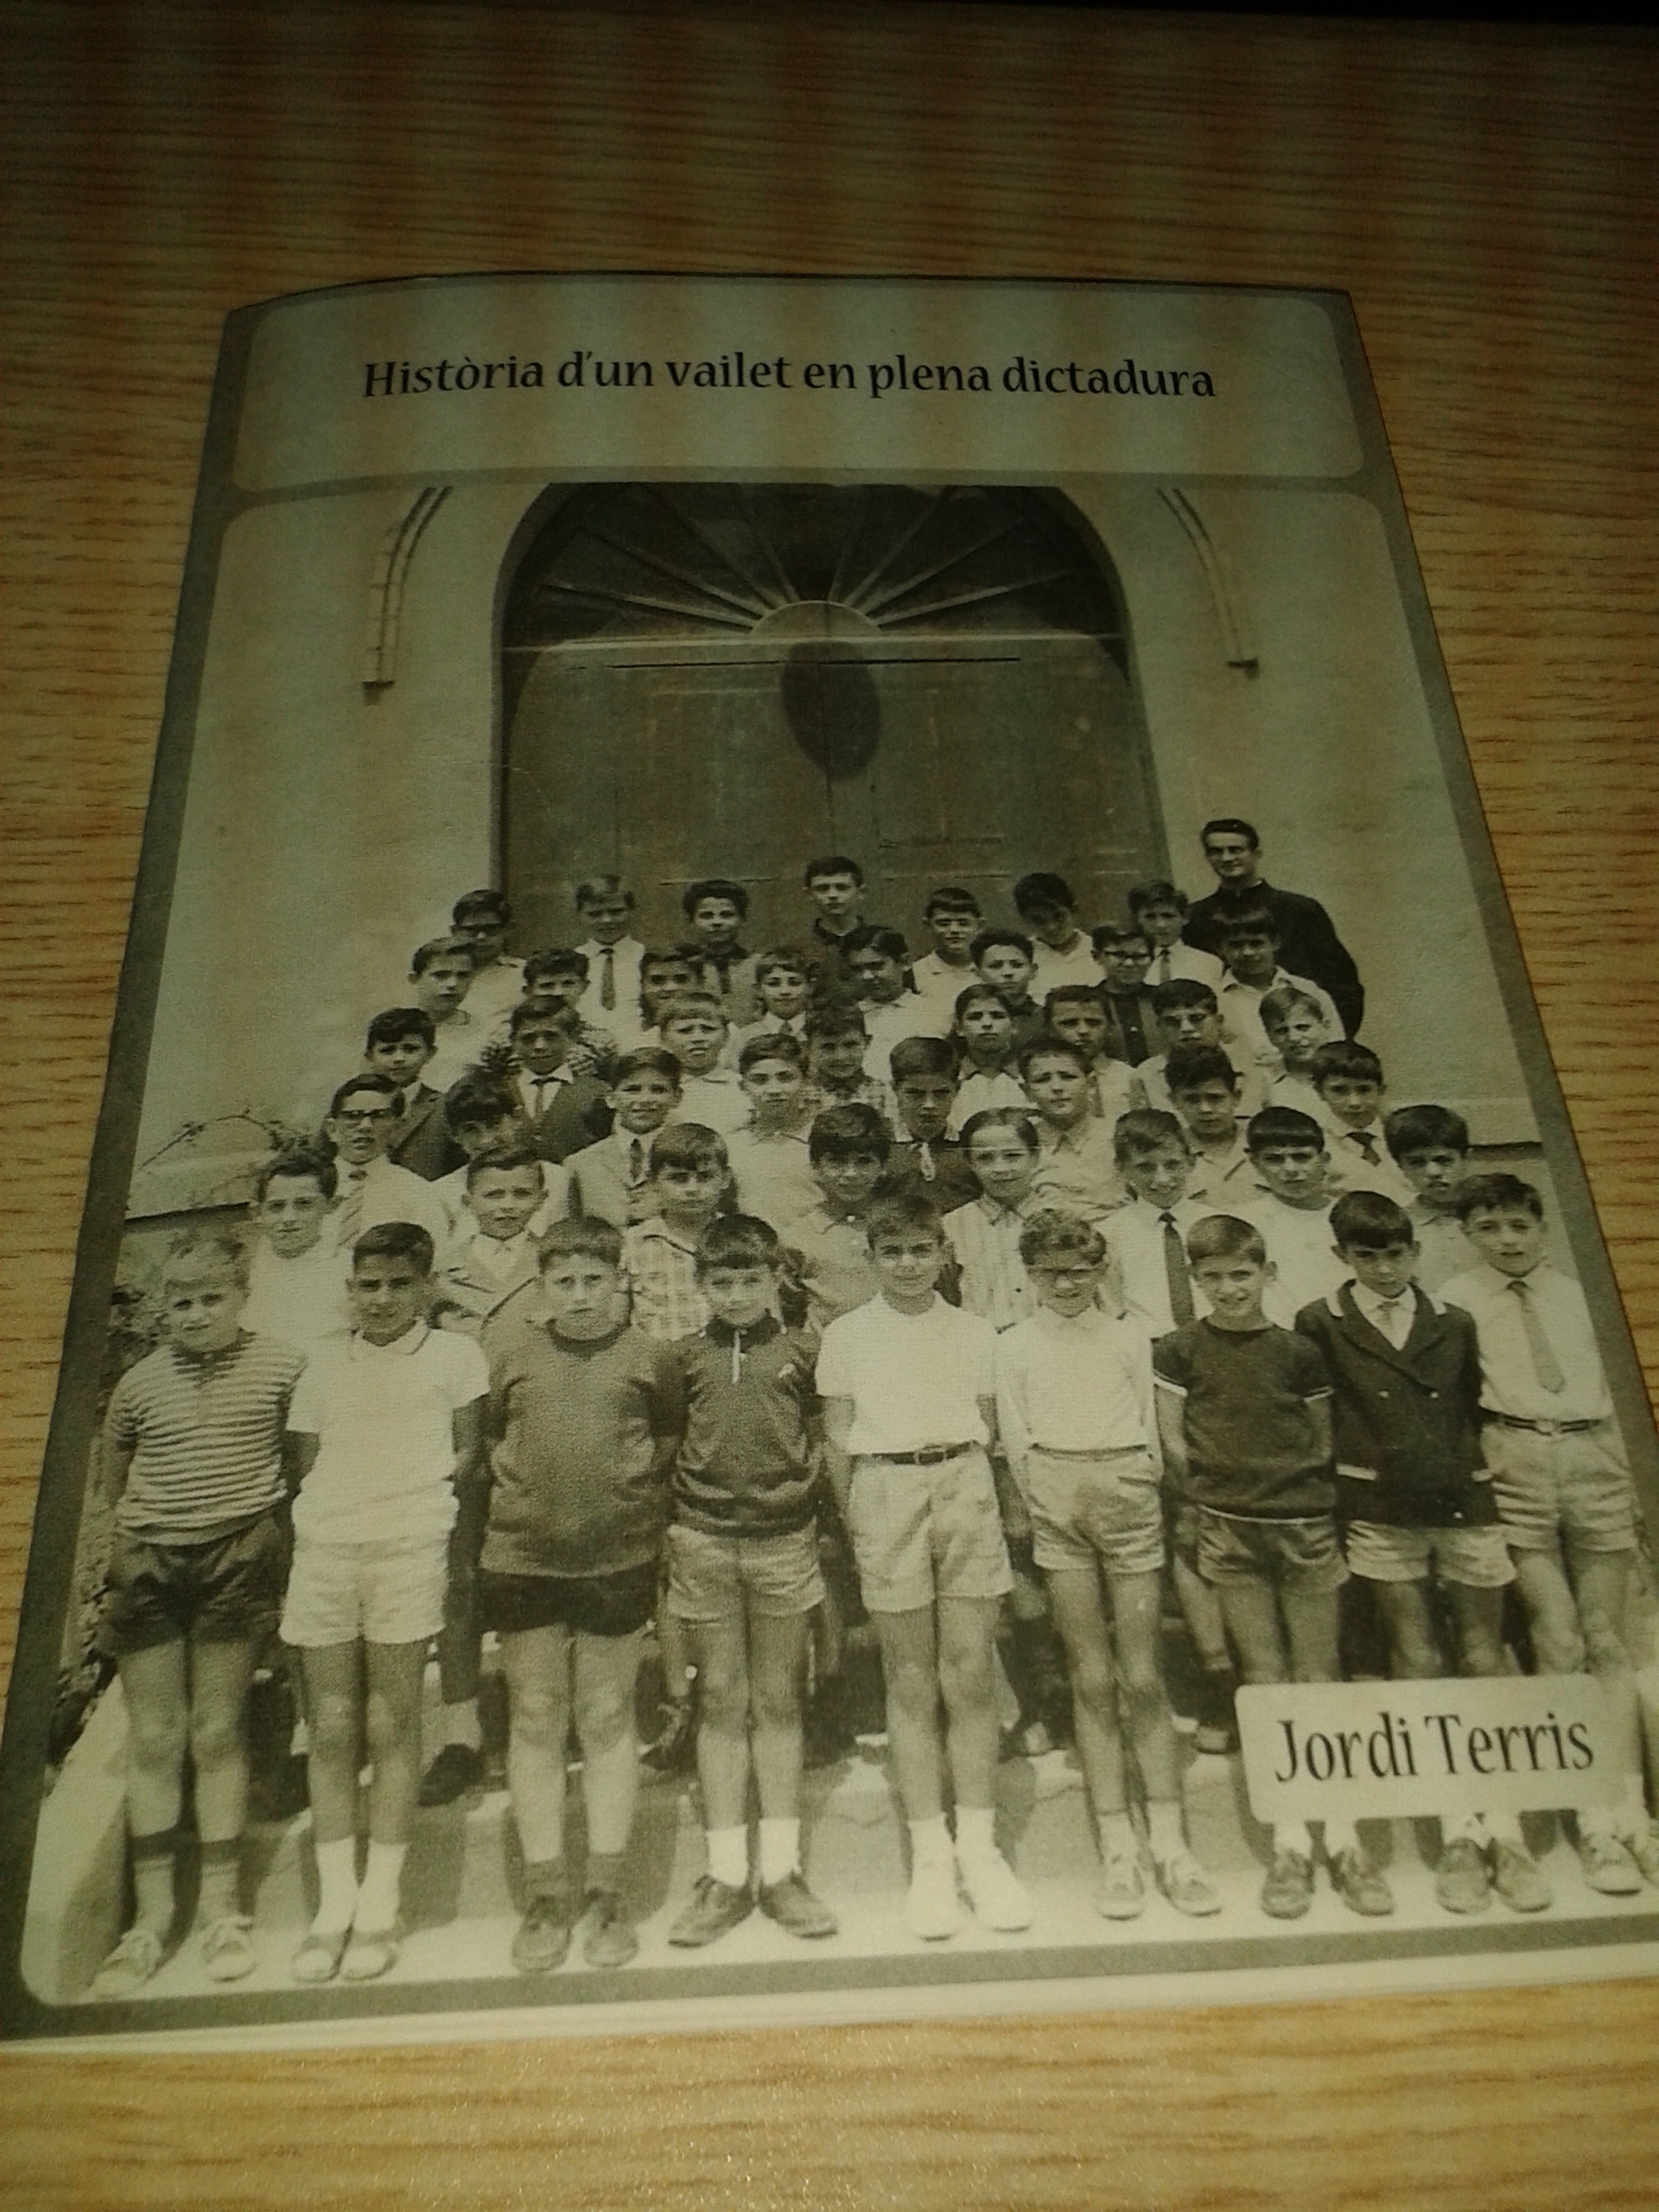 Història d'un vailet en plena dictadura
Jordi Terris